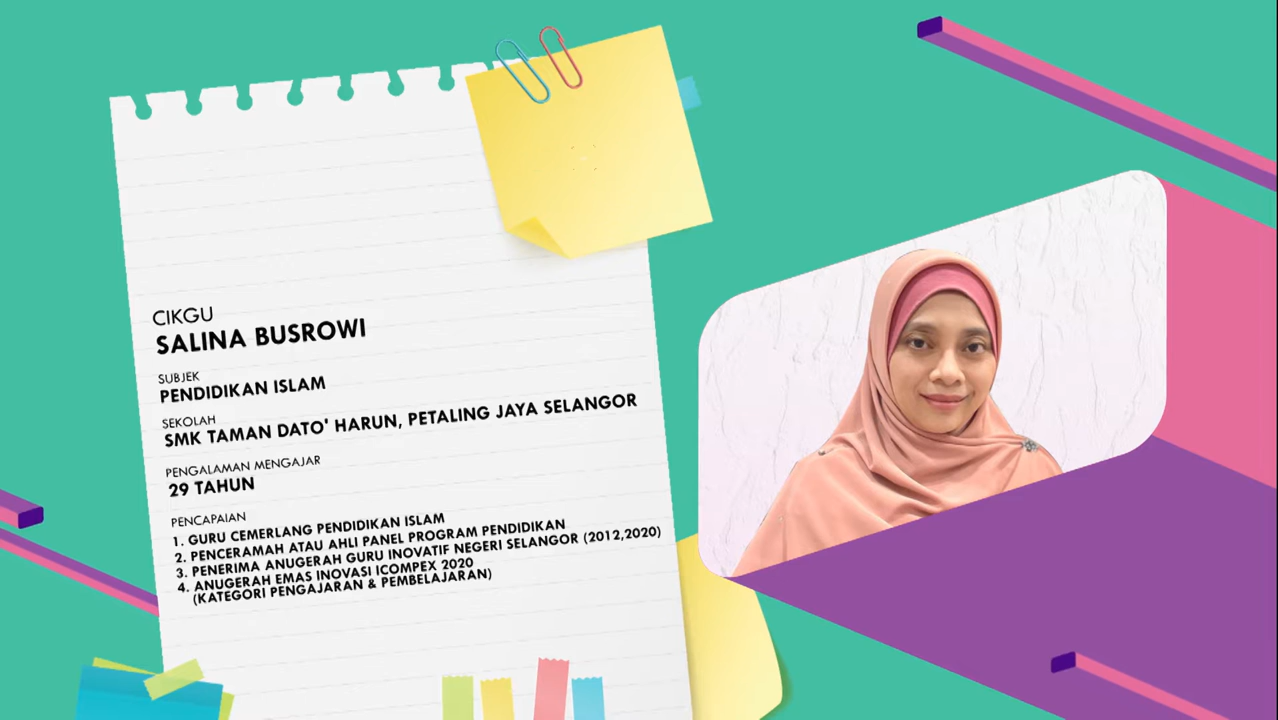 CIKGU
SALINA BUSROWI
SUBJEK
PENDIDIKAN ISLAM
SEKOLAH
SMK TAMAN DATO' HARUN, PETALING JAYA SELANGOR
PENGALAMAN MENGAJAR
29 TAHUN
PENCAPAIAN
1. GURU CEMERLANG PENDIDIKAN ISLAM
2. PENCERAMAH ATAU AHLI PANEL PROGRAM PENDIDIKAN
3. PENERIMA ANUGERAH GURU INOVATIF NEGERI SELANGOR (2012,2020)
4. ANUGERAH EMAS INOVASI ICOMPEX 2020
(KATEGORI PENGAJARAN & PEMBELAJARAN)